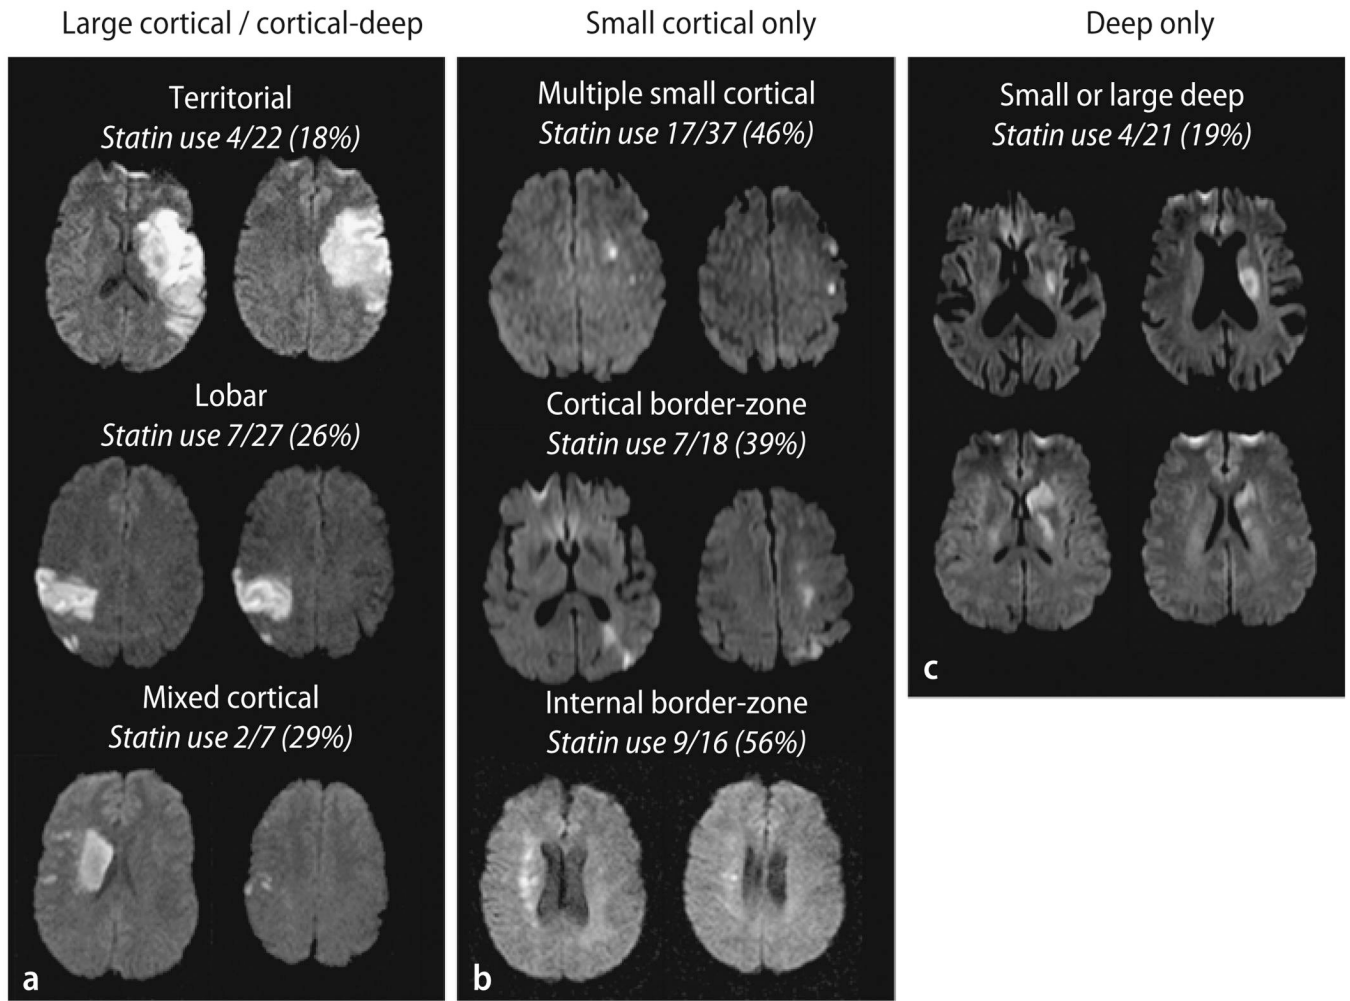 Large cortical / cortical-deep
Small cortical only
Deep only
Territorial
Statin use 4/22 (18%)
Lobar
Statin use 7/27 (26%)
Mixed cortical
Statin use 2/7 (29%)
a
Multiple small cortical
Statin use 17/37 (46%)
Cortical border-zone
Statin use 7/18 (39%)
Internal border-zone
Statin use 9/16 (56%)
b
Small or large deep
Statin use 4/21 (19%)
c